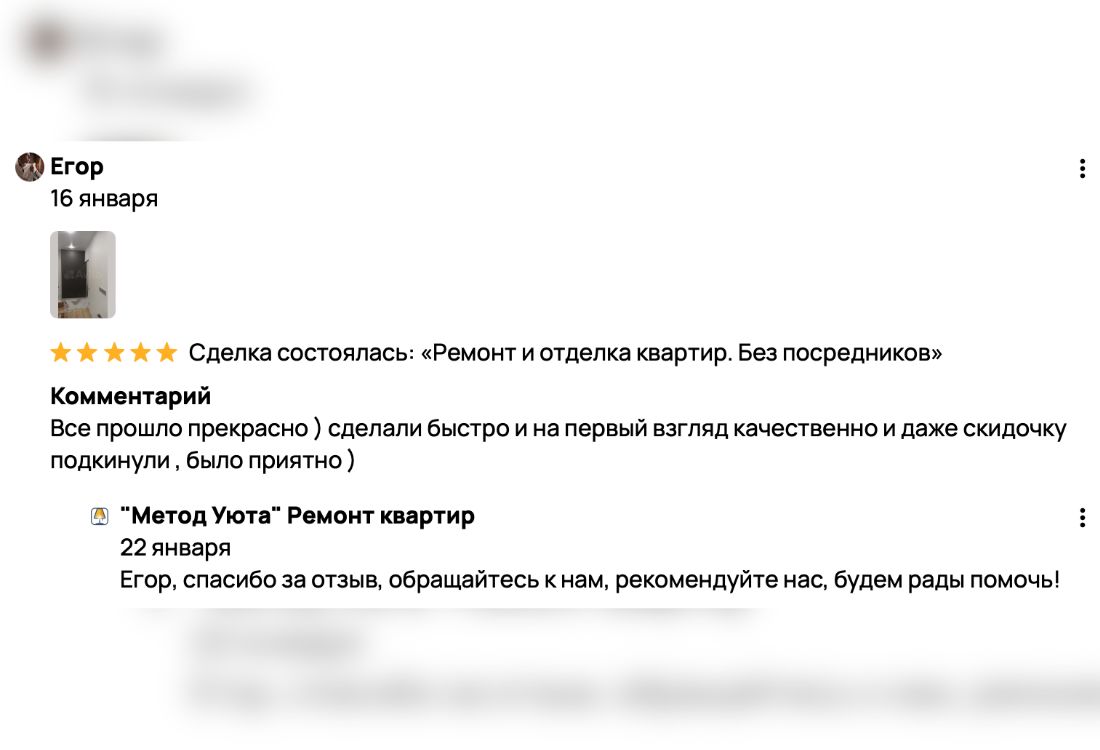 Егор
16 января
Сделка состоялась: «Ремонт и отделка квартир. Без посредников»
Комментарий
Все прошло прекрасно ) сделали быстро и на первый взгляд качественно и даже скидочку
подкинули , было приятно )
"Метод Уюта" Ремонт квартир
22 января
Егор, спасибо за отзыв, обращайтесь к нам, рекомендуйте нас, будем рады помочь!